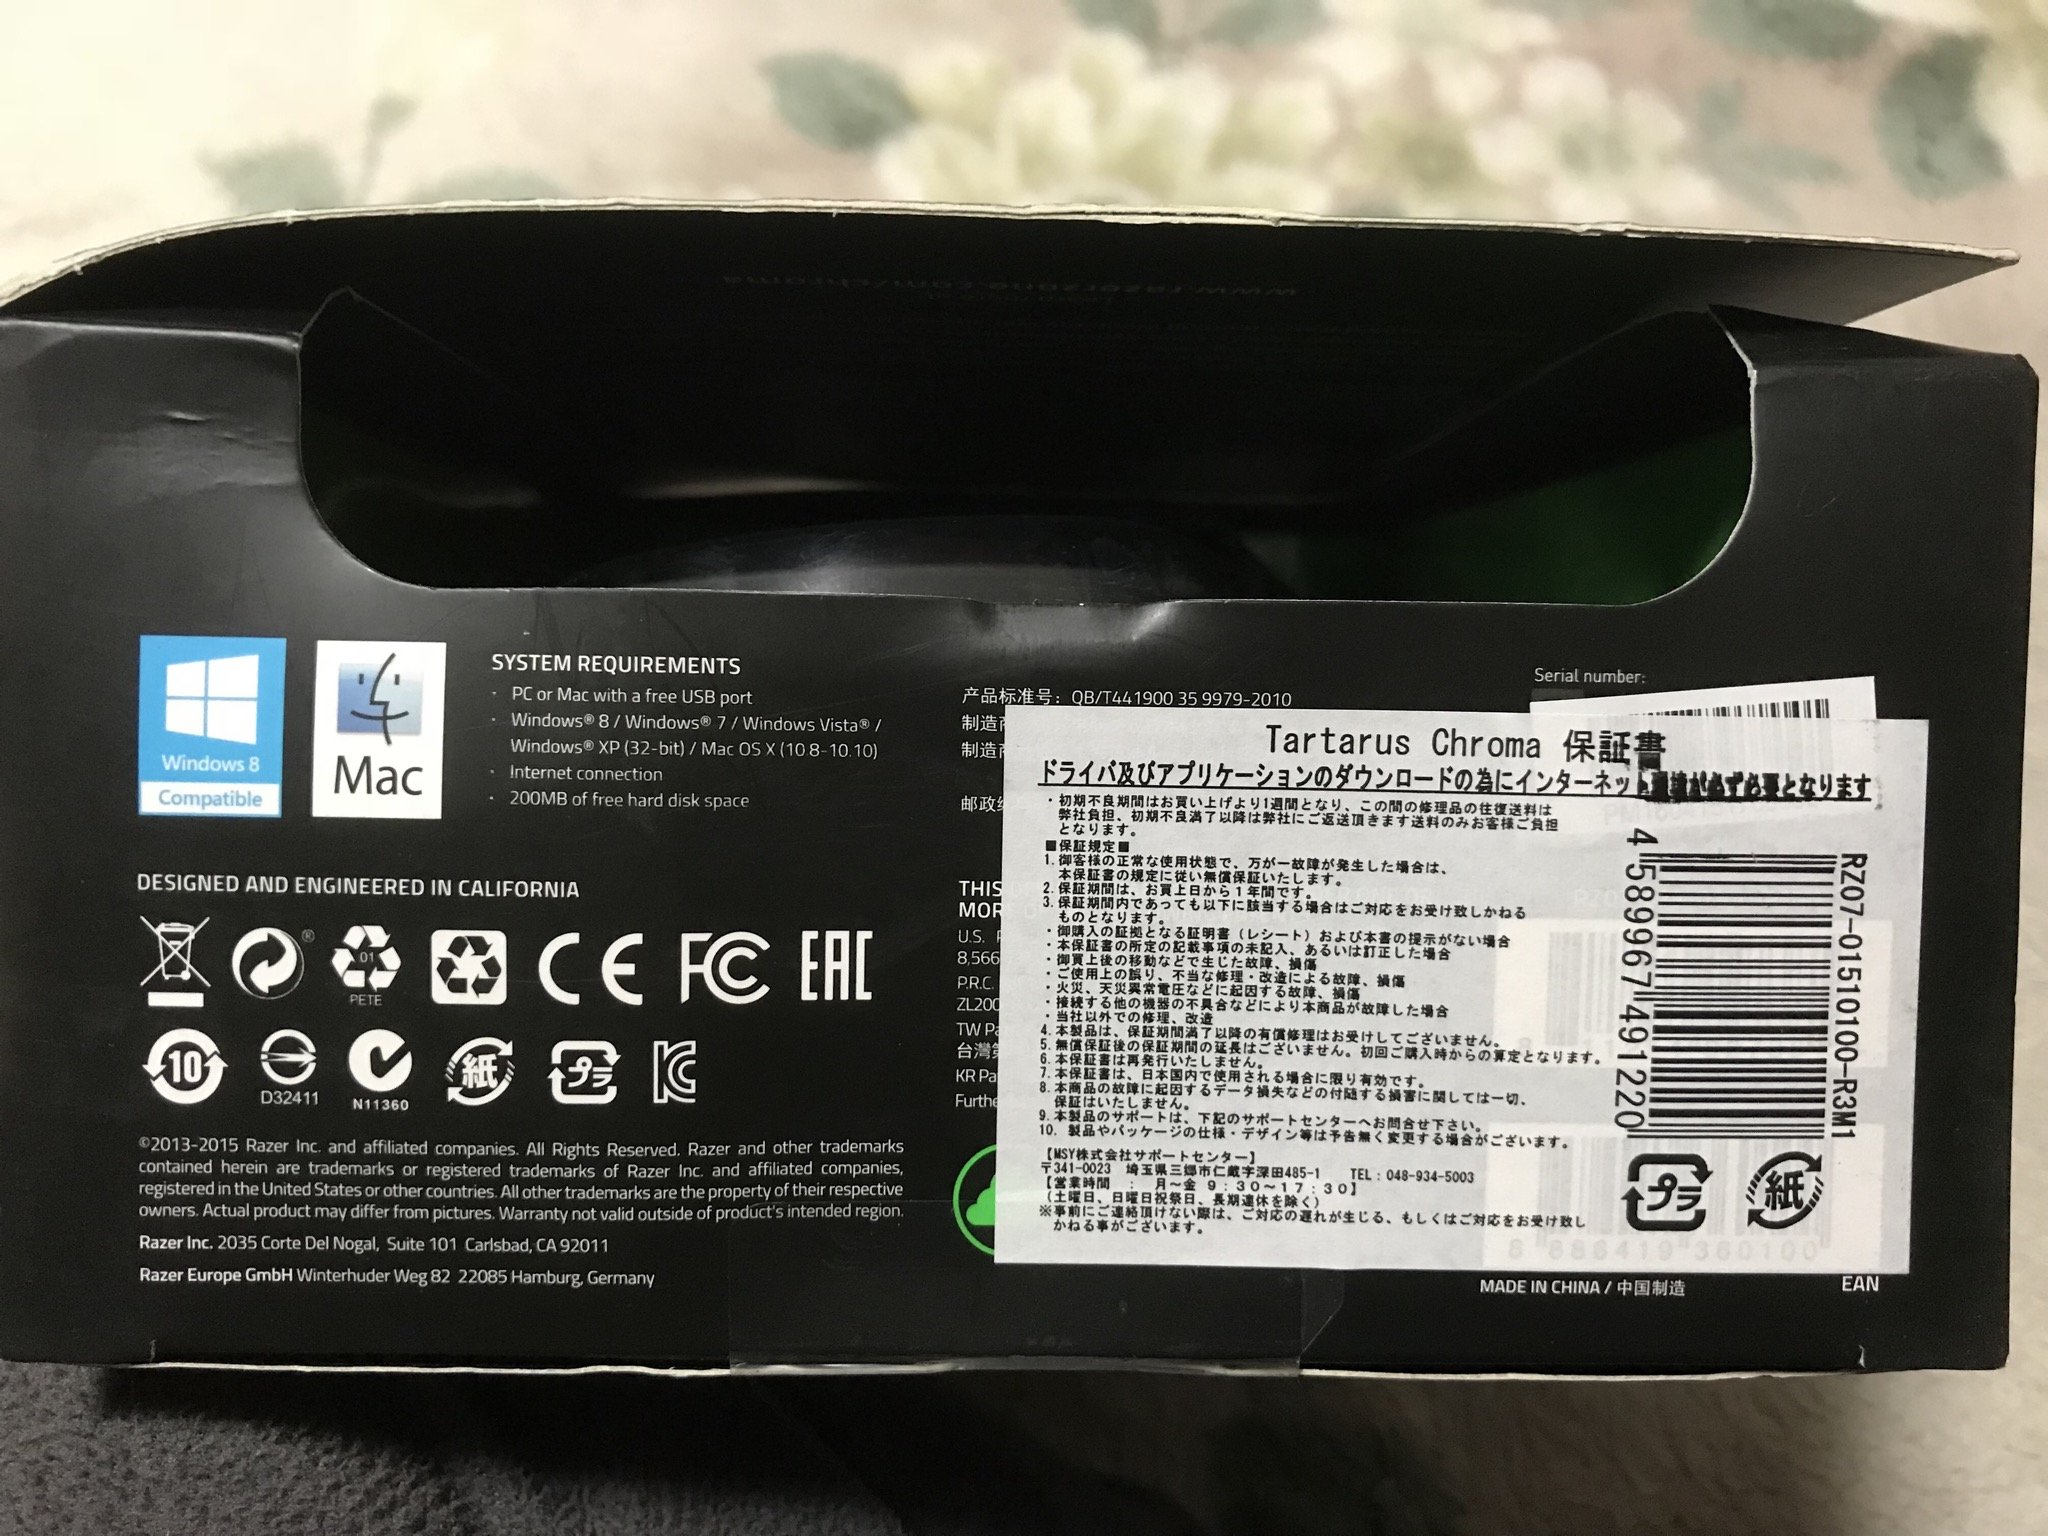 Windows 8
Compatible
Mac
SYSTEM REQUIREMENTS
· PC or Mac with a free USB port
· Windows® 8 / Windows® 7 / Windows Vista® /
Windows® XP (32-bit) / Mac OS X (10 8-10.10)
· Internet connection
· 200MB of free hard disk space
DESIGNED AND ENGINEERED IN CALIFORNIA
01
PETE
CE FC EAC
10
D32411
N11360
紙
プラ
©2013-2015 Razer Inc. and affiliated companies. All Rights Reserved. Razer and other trademarks
contained herein are trademarks or registered trademarks of Razer Inc. and affiliated companies,
registered in the United States or other countries. All other trademarks are the property of their respective
owners. Actual product may differ from pictures. Warranty not valid outside of product's intended region.
Razer Inc. 2035 Corte Del Nogal, Suite 101 Carlsbad, CA 92011
Razer Europe GmbH Winterhuder Weg 82 22085 Hamburg, Germany
产品标准号：QB/T441900 35 9979-2010
制造
制造
邮政
THIS
MOR
U.S.
8,566
P.R.C.
ZL200
TW Pa
台灣
KR Pa
Furthe
Serial number:
Tartarus Chroma 保証書
ドライバ及びアプリケーションのダウンロードの為にインターネット環境が必ず必要となります
・初期不良期間はお買い上げより1週間となり、この間の修理品の往復送料は
弊社負担、初期不良満了以降は弊社にご返送頂きます送料のみお客様ご負担
となります。
■保証規定■
1. 御客様の正常な使用状態で、万が一故障が発生した場合は、
本保証書の規定に従い無償保証いたします。
2. 保証期間は、お買上日から1年間です。
3. 保証期間内であっても以下に該当する場合はご対応をお受け致しかねる
ものとなります。
・御購入の証拠となる証明書（レシート）および本書の提示がない場合
・本保証書の所定の記載事項の未記入、あるいは訂正した場合
・御買上後の移動などで生じた故障、損傷
・ご使用上の誤り、不当な修理・改造による故障、損傷
・火災、天災異常電圧などに起因する故障、損傷
・接続する他の機器の不具合などにより本商品が故障した場合
・当社以外での修理、改造
4. 本製品は、保証期間満了以降の有償修理はお受けしてございません。
5. 無償保証後の保証期間の延長はございません。初回ご購入時からの算定となります。
6. 本保証書は再発行いたしません。
7. 本保証書は、日本国内で使用される場合に限り有効です。
8. 本商品の故障に起因するデータ損失などの付随する損害に関しては一切、
保証はいたしません。
9. 本製品のサポートは、下記のサポートセンターへお問合せ下さい。
10. 製品やパッケージの仕様・デザイン等は予告無く変更する場合がございます。
【MSY株式会社サポートセンター】
〒341-0023 埼玉県三郷市仁蔵字深田485-1 TEL：048-934-5003
【営業時間 ： 月～金 9：30～17：30】
（土曜日、日曜日祝祭日、長期連休を除く）
※事前にご連絡頂けない際は、ご対応の遅れが生じる、もしくはご対応をお受け致し
かねる事がございます。
4 589967 491220
RZ07-01510100-R3M1
プラ
紙
8 886419 360100
MADE IN CHINA / 中国制造
EAN